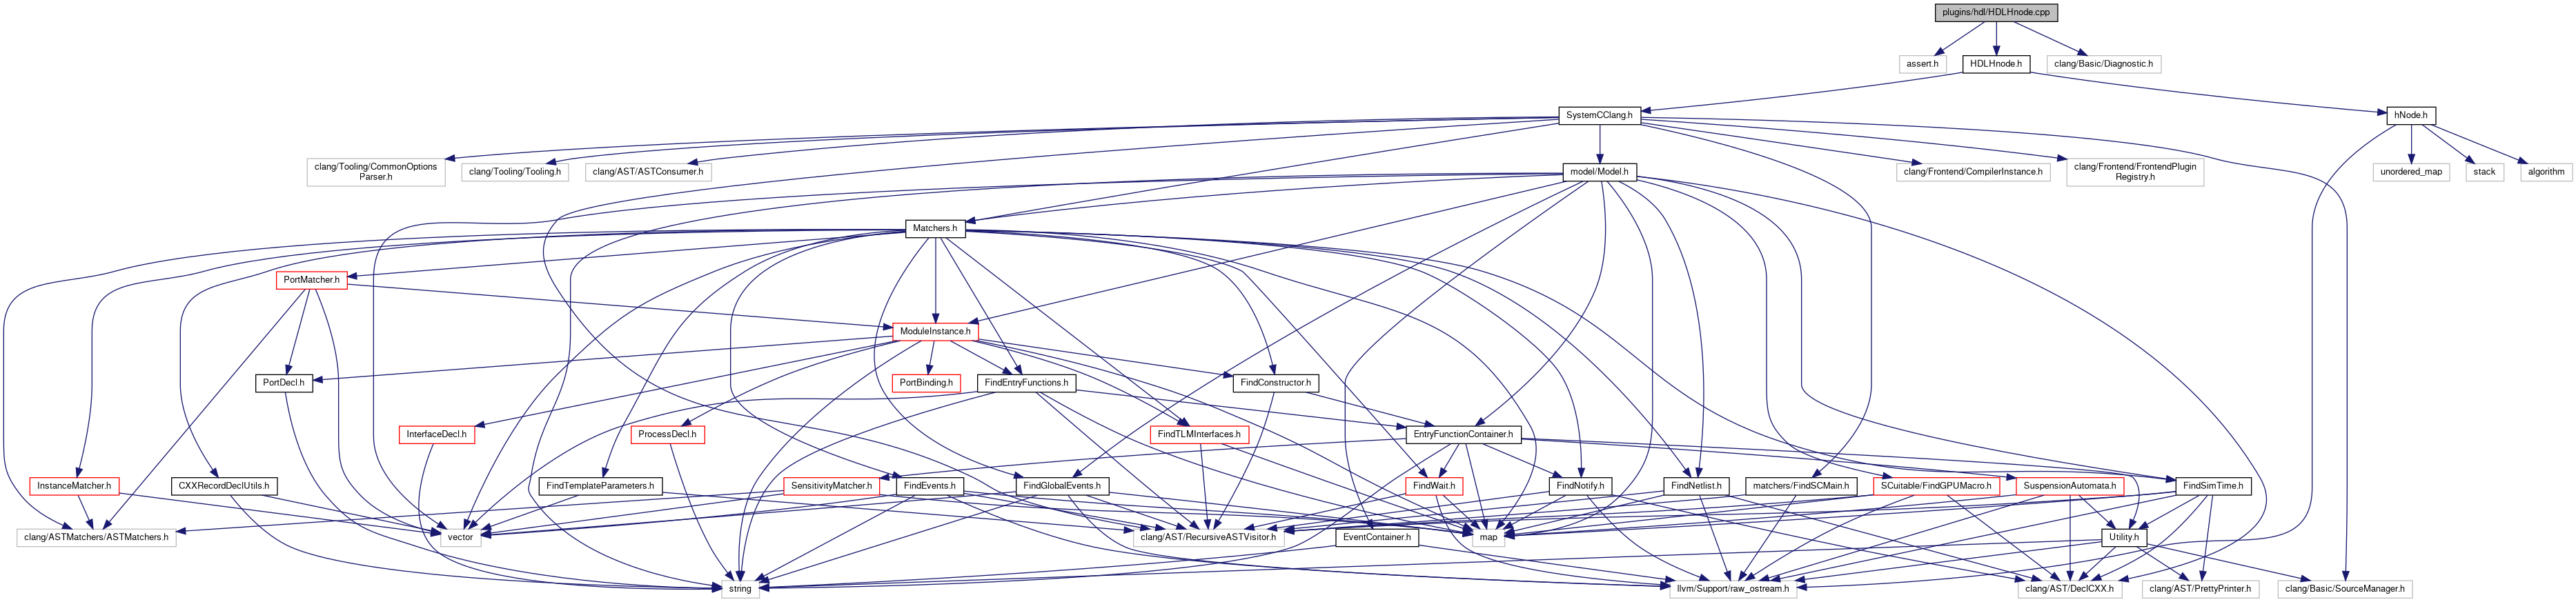 plugins/hdl/HDLHnode.cpp
assert.h
HDLHnode.h
clang/Basic/Diagnostic.h
SystemCClang.h
hNode.h
clang/Tooling/CommonOptions
Parser.h
clang/Tooling/Tooling.h
clang/AST/ASTConsumer.h
model/Model.h
clang/Frontend/CompilerInstance.h
clang/Frontend/FrontendPlugin
Registry.h
unordered_map
stack
algorithm
Matchers.h
PortMatcher.h
ModuleInstance.h
PortDecl.h
PortBinding.h
FindEntryFunctions.h
FindConstructor.h
InterfaceDecl.h
ProcessDecl.h
FindTLMInterfaces.h
EntryFunctionContainer.h
InstanceMatcher.h
CXXRecordDeclUtils.h
FindTemplateParameters.h
SensitivityMatcher.h
FindEvents.h
FindGlobalEvents.h
FindWait.h
FindNotify.h
FindNetlist.h
matchers/FindSCMain.h
SCuitable/FindGPUMacro.h
SuspensionAutomata.h
FindSimTime.h
clang/ASTMatchers/ASTMatchers.h
vector
clang/AST/RecursiveASTVisitor.h
EventContainer.h
map
Utility.h
string
llvm/Support/raw_ostream.h
clang/AST/DeclCXX.h
clang/AST/PrettyPrinter.h
clang/Basic/SourceManager.h